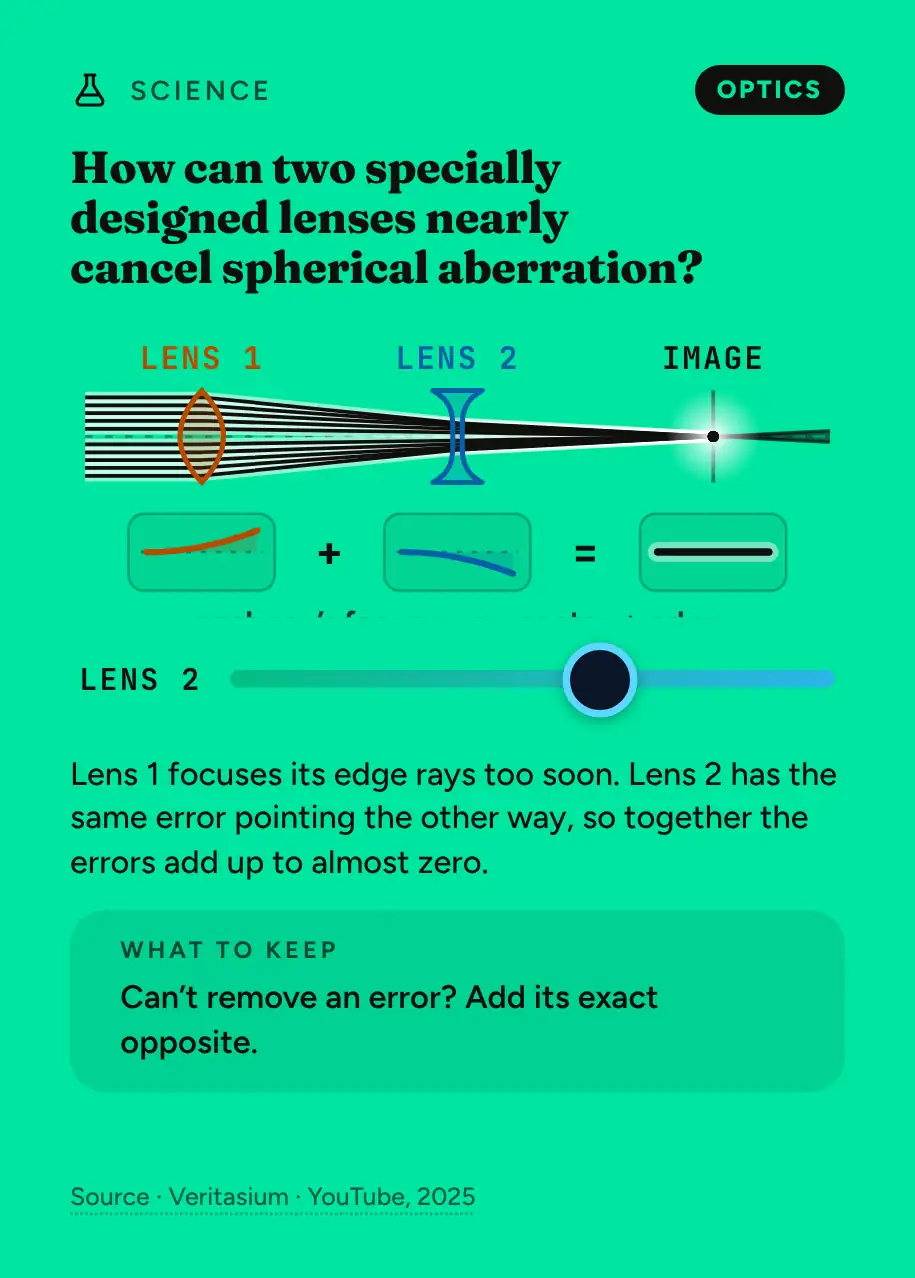 SCIENCE
OPTICS
How can two specially
designed lenses nearly
cancel spherical aberration?
LENS 1
LENS 2
IMAGE
+
=
LENS 2
Lens 1 focuses its edge rays too soon. Lens 2 has the
same error pointing the other way, so together the
errors add up to almost zero.
WHAT TO KEEP
Can’t remove an error? Add its exact
opposite.
Source · Veritasium · YouTube, 2025